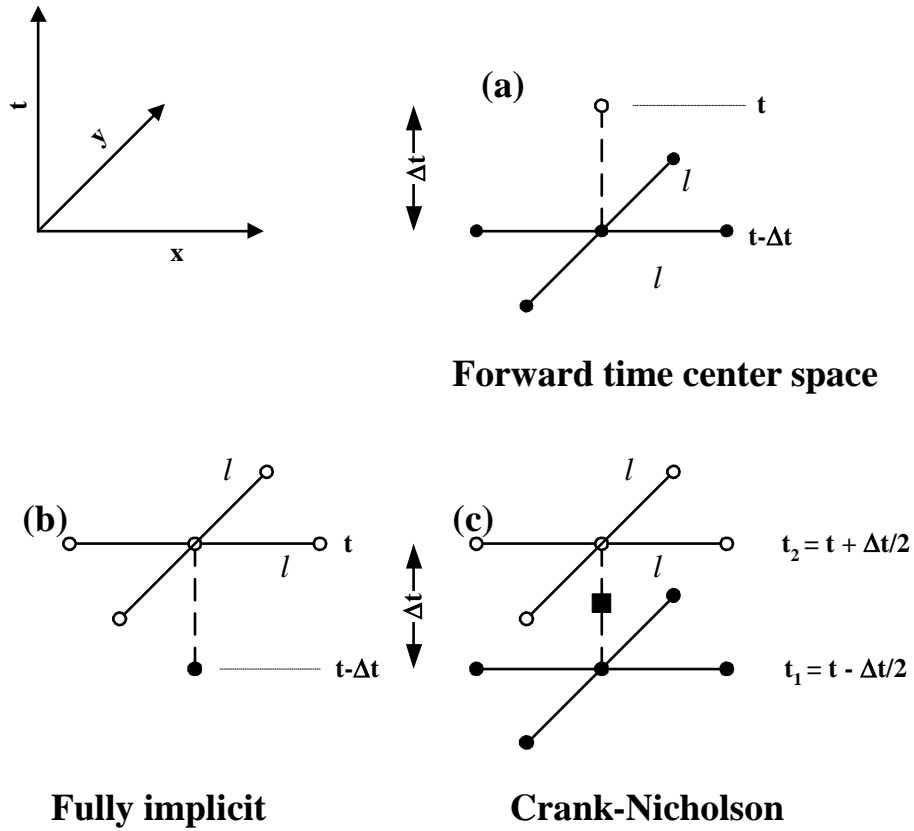 t
y
x
(a)
t
Δt
l
t-Δt
l
Forward time center space
(b)
l
t
l
Δt
t-Δt
Fully implicit
(c)
l
t₂ = t + Δt/2
l
t₁ = t - Δt/2
Crank-Nicholson